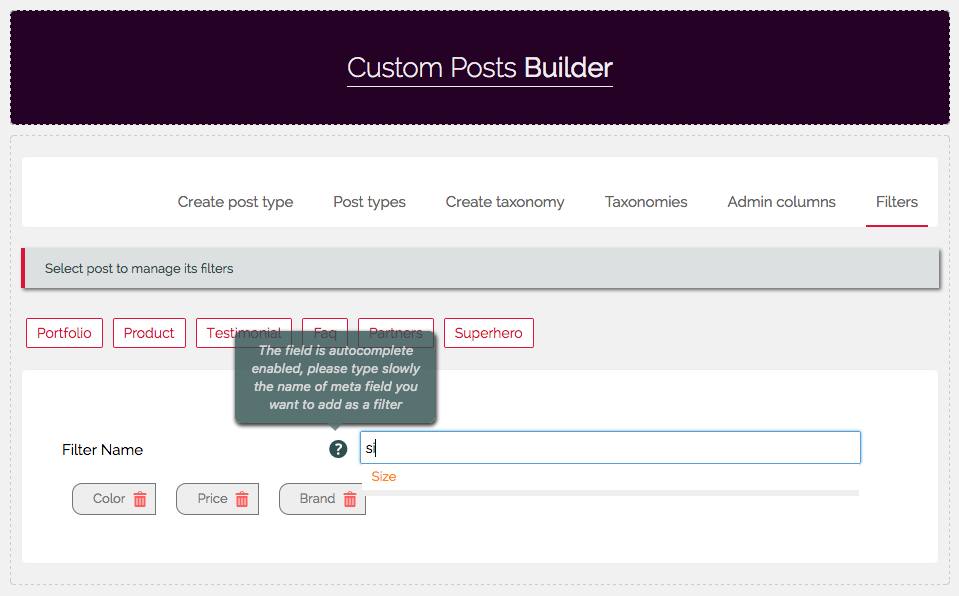 Custom Posts Builder
Create post type Post types Create taxonomy Taxonomies Admin columns Filters
Select post to manage its filters
Portfolio Product Testimonial Faq Partners Superhero
The field is autocomplete
enabled, please type slowly
the name of meta field you
want to add as a filter
Filter Name ? si
Size
Color Price Brand